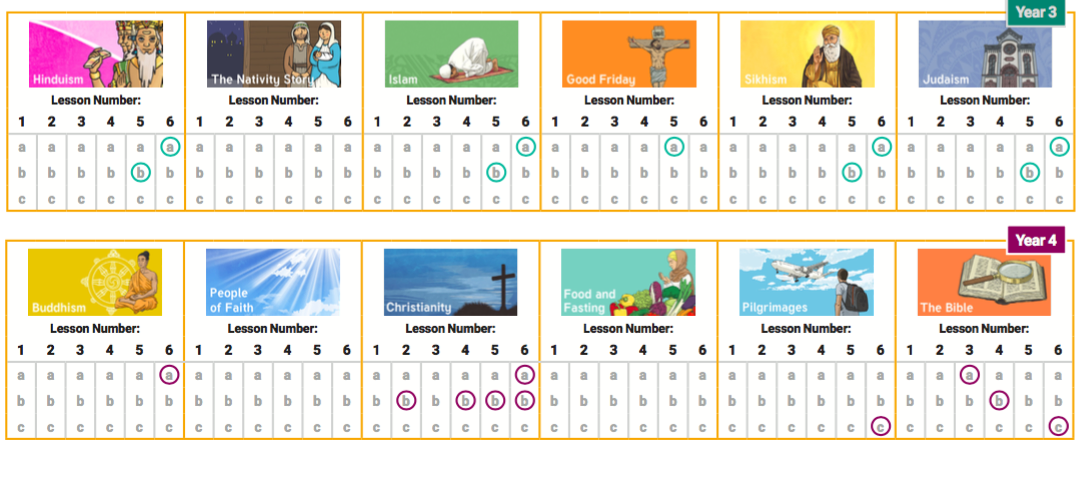 Year 3
Hinduism
The Nativity Story
Islam
Good Friday
Sikhism
Judaism
Lesson Number: Lesson Number: Lesson Number: Lesson Number: Lesson Number: Lesson Number:
1 2 3 4 5 6 1 2 3 4 5 6 1 2 3 4 5 6 1 2 3 4 5 6 1 2 3 4 5 6 1 2 3 4 5 6
a a a a a a a a a a a a a a a a a a a a a a a a a a a a a a a a a a a a
b b b b b b b b b b b b b b b b b b b b b b b b b b b b b b b b b b b b
c c c c c c c c c c c c c c c c c c c c c c c c c c c c c c c c c c c c
Year 4
Buddhism
People
of Faith
Christianity
Food and
Fasting
Pilgrimages
The Bible
Lesson Number: Lesson Number: Lesson Number: Lesson Number: Lesson Number: Lesson Number:
1 2 3 4 5 6 1 2 3 4 5 6 1 2 3 4 5 6 1 2 3 4 5 6 1 2 3 4 5 6 1 2 3 4 5 6
a a a a a a a a a a a a a a a a a a a a a a a a a a a a a a a a a a a a
b b b b b b b b b b b b b b b b b b b b b b b b b b b b b b b b b b b b
c c c c c c c c c c c c c c c c c c c c c c c c c c c c c c c c c c c c